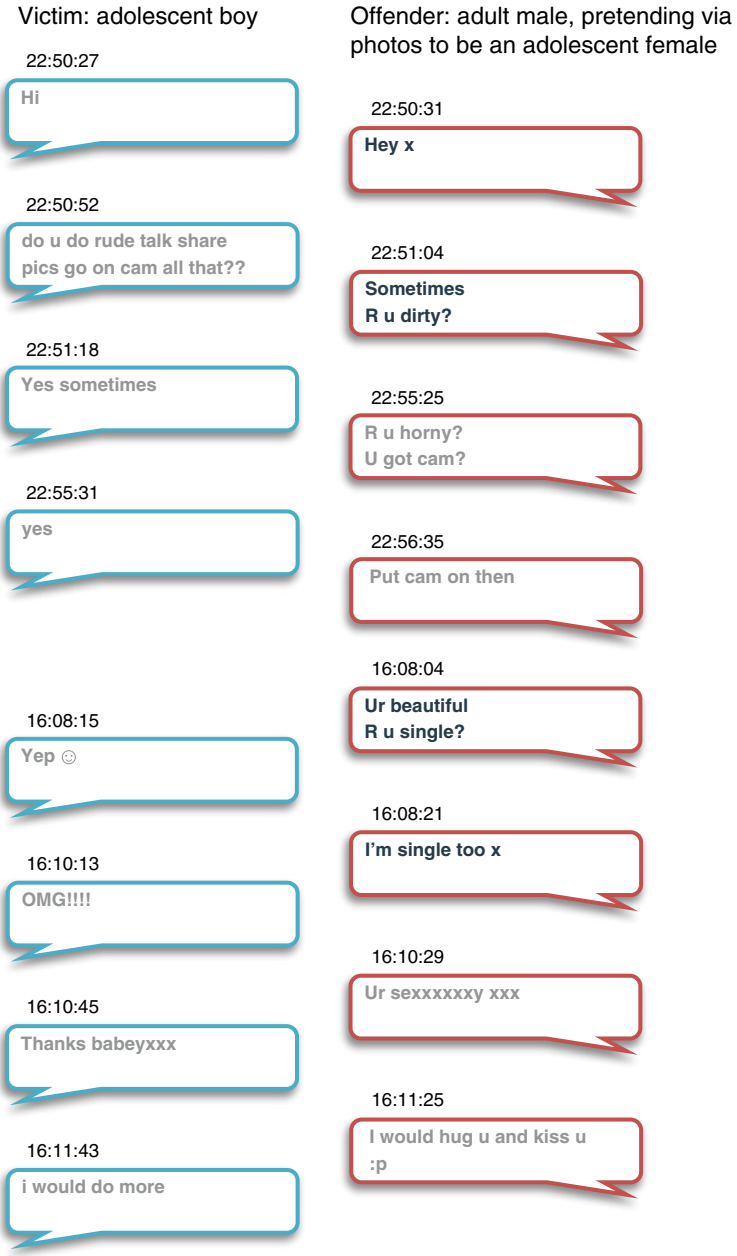 Victim: adolescent boy
Offender: adult male, pretending via
photos to be an adolescent female
22:50:27
Hi
22:50:31
Hey x
22:50:52
do u do rude talk share
pics go on cam all that??
22:51:04
Sometimes
R u dirty?
22:51:18
Yes sometimes
22:55:25
R u horny?
U got cam?
22:55:31
yes
22:56:35
Put cam on then
16:08:04
Ur beautiful
R u single?
16:08:15
Yep ☺
16:08:21
I'm single too x
16:10:13
OMG!!!!
16:10:29
Ur sexxxxxxy xxx
16:10:45
Thanks babeyxxx
16:11:25
I would hug u and kiss u
:p
16:11:43
i would do more